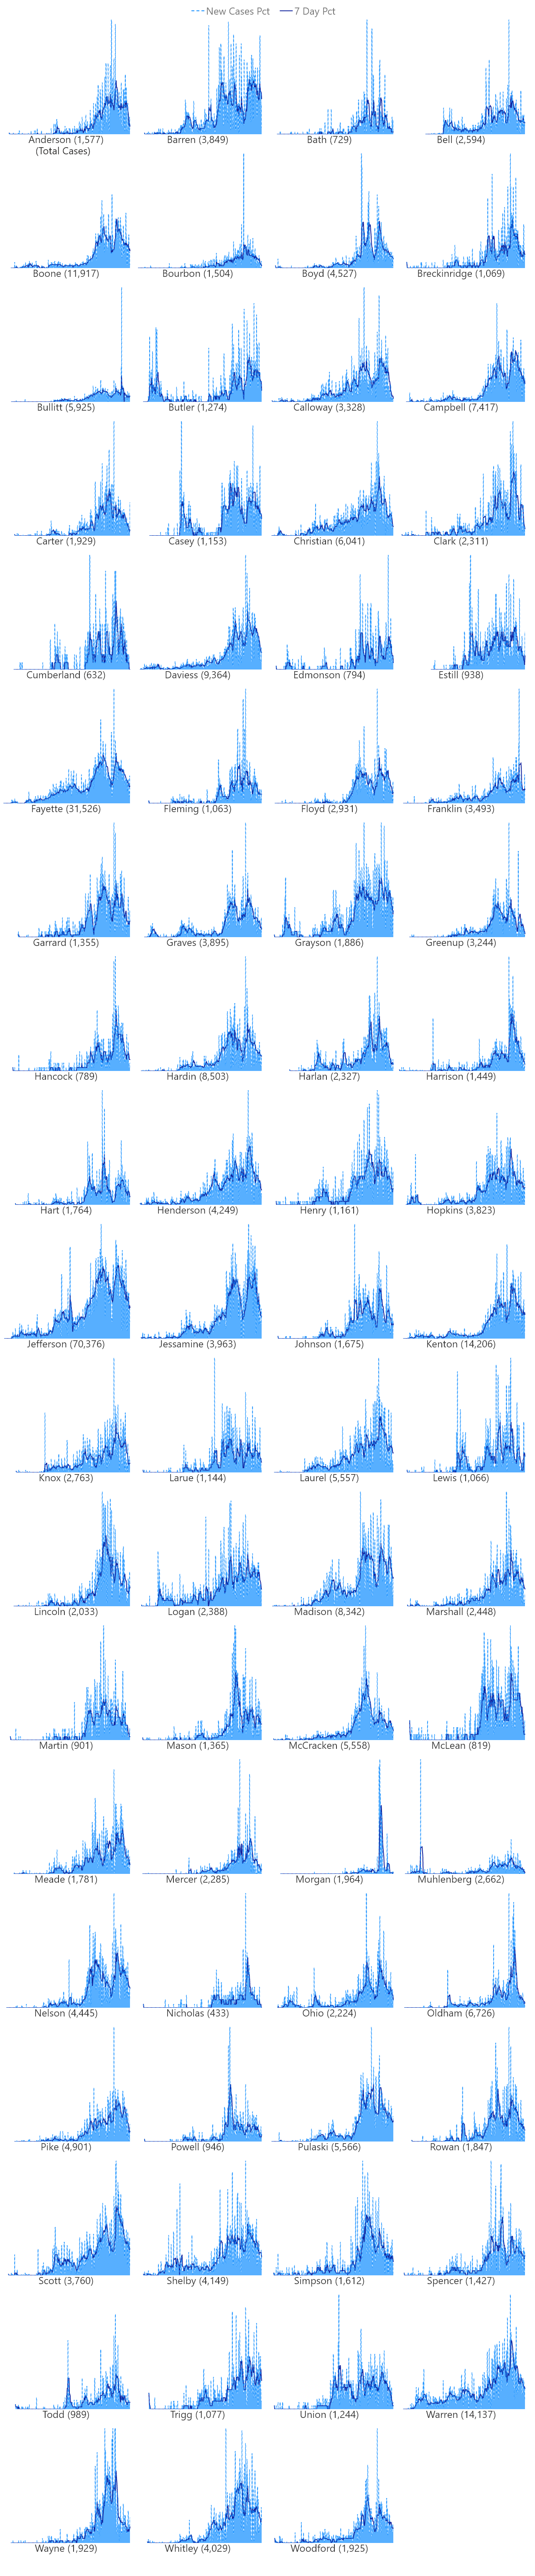 New Cases Pct 7 Day Pct
Anderson (1,577) Barren (3,849) Bath (729) Bell (2,594)
(Total Cases)
Boone (11,917) Bourbon (1,504) Boyd (4,527) Breckinridge (1,069)
Bullitt (5,925) Butler (1,274) Calloway (3,328) Campbell (7,417)
Carter (1,929) Casey (1,153) Christian (6,041) Clark (2,311)
Cumberland (632) Daviess (9,364) Edmonson (794) Estill (938)
Fayette (31,526) Fleming (1,063) Floyd (2,931) Franklin (3,493)
Garrard (1,355) Graves (3,895) Grayson (1,886) Greenup (3,244)
Hancock (789) Hardin (8,503) Harlan (2,327) Harrison (1,449)
Hart (1,764) Henderson (4,249) Henry (1,161) Hopkins (3,823)
Jefferson (70,376) Jessamine (3,963) Johnson (1,675) Kenton (14,206)
Knox (2,763) Larue (1,144) Laurel (5,557) Lewis (1,066)
Lincoln (2,033) Logan (2,388) Madison (8,342) Marshall (2,448)
Martin (901) Mason (1,365) McCracken (5,558) McLean (819)
Meade (1,781) Mercer (2,285) Morgan (1,964) Muhlenberg (2,662)
Nelson (4,445) Nicholas (433) Ohio (2,224) Oldham (6,726)
Pike (4,901) Powell (946) Pulaski (5,566) Rowan (1,847)
Scott (3,760) Shelby (4,149) Simpson (1,612) Spencer (1,427)
Todd (989) Trigg (1,077) Union (1,244) Warren (14,137)
Wayne (1,929) Whitley (4,029) Woodford (1,925)